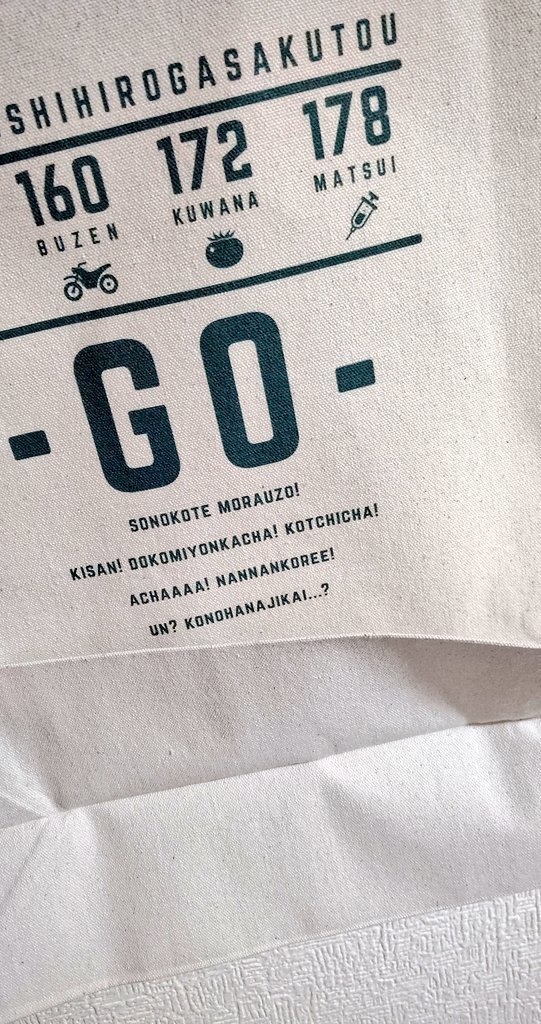 SHIHIROGASAKUTOU
160 172 178
BUZEN KUWANA MATSUI
- GO -
SONOKOTE MORAUZO!
KISAN! DOKOMIYONKACHA! KOTCHICHA!
ACHAAAA! NANNANKOREE!
UN? KONOHANAJIKAI...?